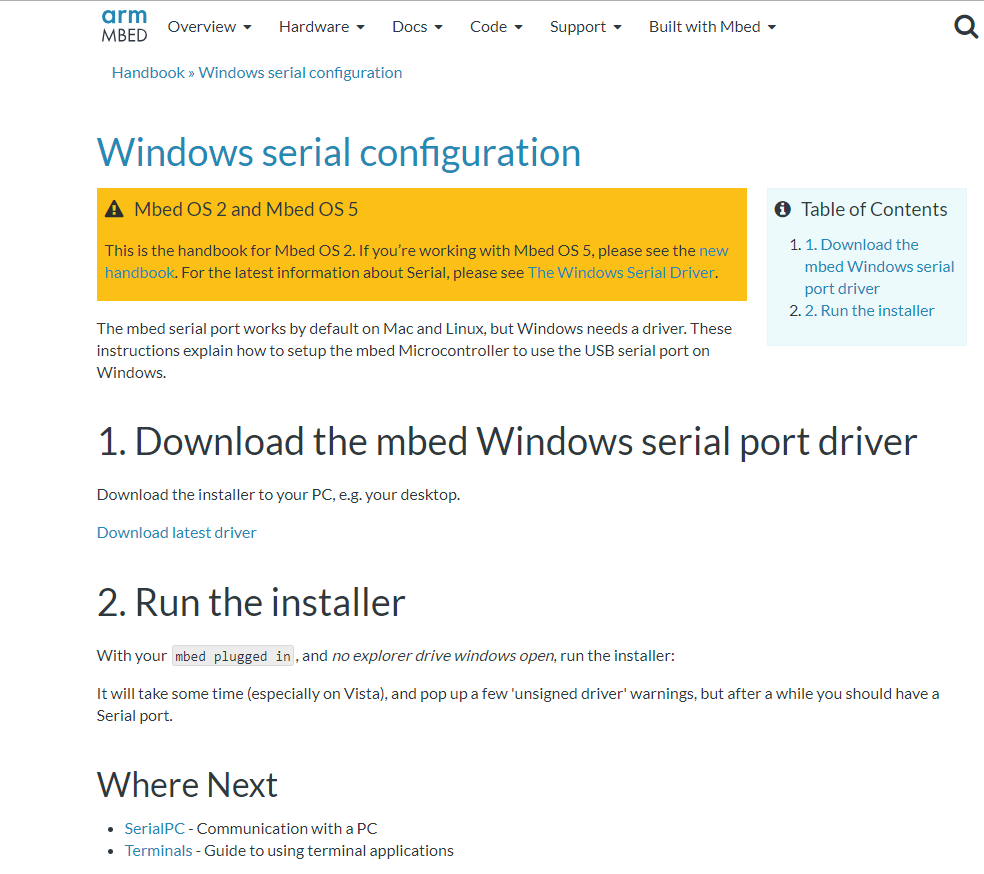 arm
MBED
Overview
Hardware
Docs
Code
Support
Built with Mbed
Handbook » Windows serial configuration
Windows serial configuration
Mbed OS 2 and Mbed OS 5
This is the handbook for Mbed OS 2. If you’re working with Mbed OS 5, please see the new
handbook. For the latest information about Serial, please see The Windows Serial Driver.
Table of Contents
1. 1. Download the
mbed Windows serial
port driver
2. 2. Run the installer
The mbed serial port works by default on Mac and Linux, but Windows needs a driver. These
instructions explain how to setup the mbed Microcontroller to use the USB serial port on
Windows.
1. Download the mbed Windows serial port driver
Download the installer to your PC, e.g. your desktop.
Download latest driver
2. Run the installer
With your mbed plugged in, and no explorer drive windows open, run the installer:
It will take some time (especially on Vista), and pop up a few 'unsigned driver' warnings, but after a while you should have a
Serial port.
Where Next
• SerialPC - Communication with a PC
• Terminals - Guide to using terminal applications